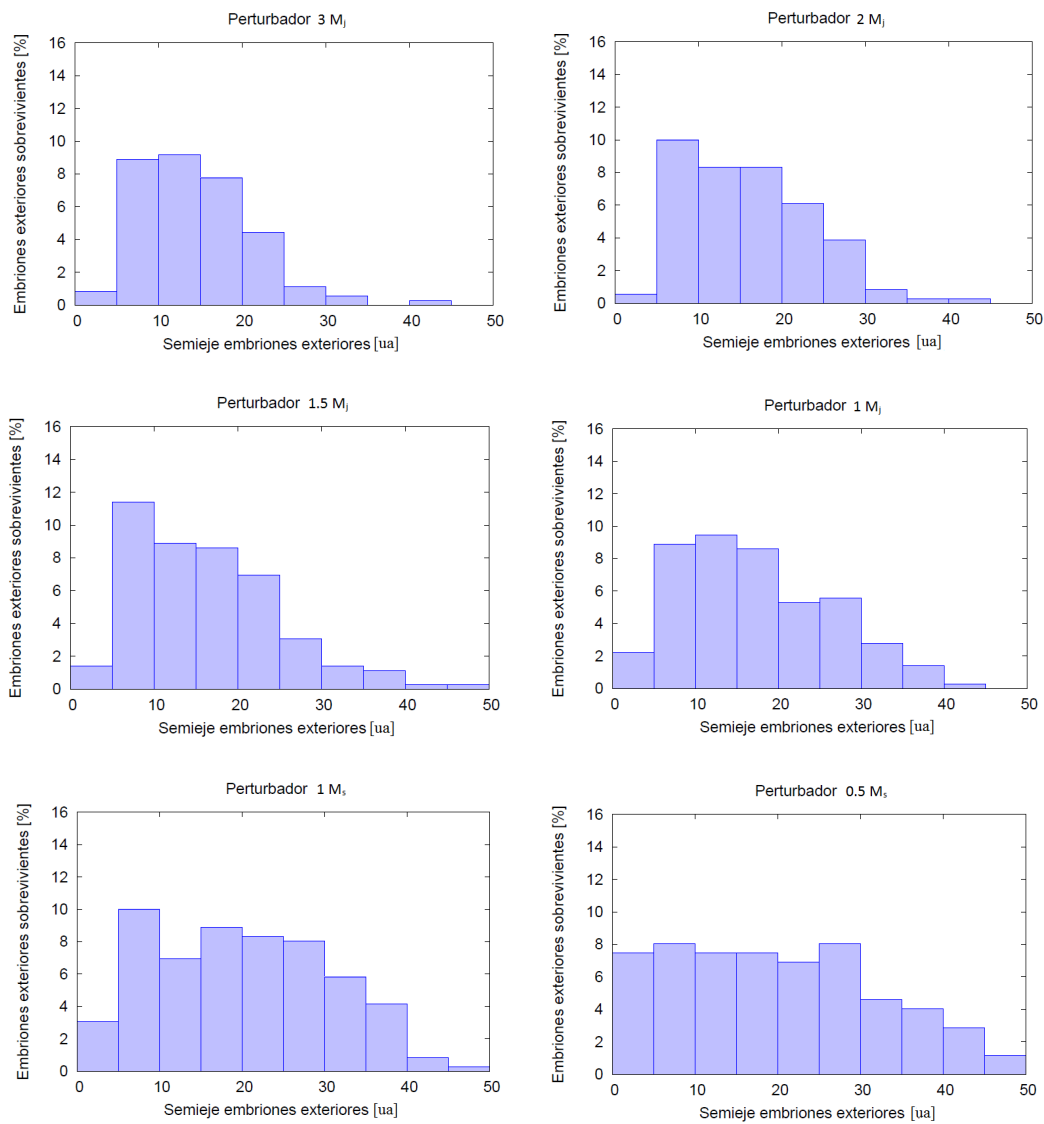 Perturbador 3 Mj
Embriones exteriores sobrevivientes [%]
16
14
12
10
8
6
4
2
0
0 10 20 30 40 50
Semieje embriones exteriores [ua]
Perturbador 2 Mj
Embriones exteriores sobrevivientes [%]
16
14
12
10
8
6
4
2
0
0 10 20 30 40 50
Semieje embriones exteriores [ua]
Perturbador 1.5 Mj
Embriones exteriores sobrevivientes [%]
16
14
12
10
8
6
4
2
0
0 10 20 30 40 50
Semieje embriones exteriores [ua]
Perturbador 1 Mj
Embriones exteriores sobrevivientes [%]
16
14
12
10
8
6
4
2
0
0 10 20 30 40 50
Semieje embriones exteriores [ua]
Perturbador 1 Ms
Embriones exteriores sobrevivientes [%]
16
14
12
10
8
6
4
2
0
0 10 20 30 40 50
Semieje embriones exteriores [ua]
Perturbador 0.5 Ms
Embriones exteriores sobrevivientes [%]
16
14
12
10
8
6
4
2
0
0 10 20 30 40 50
Semieje embriones exteriores [ua]